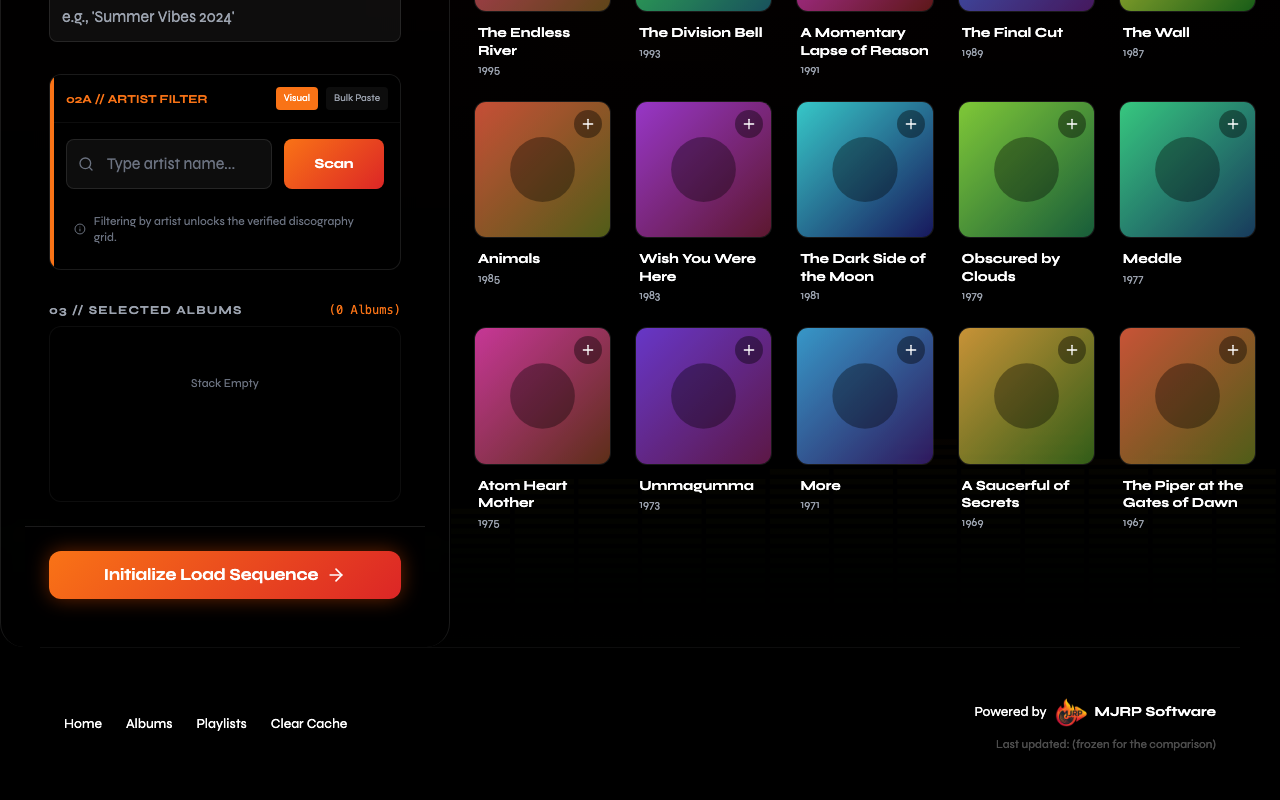 e.g., 'Summer Vibes 2024'
02A // ARTIST FILTER
Visual
Bulk Paste
Type artist name...
Scan
Filtering by artist unlocks the verified discography
grid.
03 // SELECTED ALBUMS
(0 Albums)
Stack Empty
Initialize Load Sequence
The Endless
River
1995
The Division Bell
1993
A Momentary
Lapse of Reason
1991
The Final Cut
1989
The Wall
1987
Animals
1985
Wish You Were
Here
1983
The Dark Side of
the Moon
1981
Obscured by
Clouds
1979
Meddle
1977
Atom Heart
Mother
1975
Ummagumma
1973
More
1971
A Saucerful of
Secrets
1969
The Piper at the
Gates of Dawn
1967
Home
Albums
Playlists
Clear Cache
Powered by
MJRP
MJRP Software
Last updated: (frozen for the comparison)